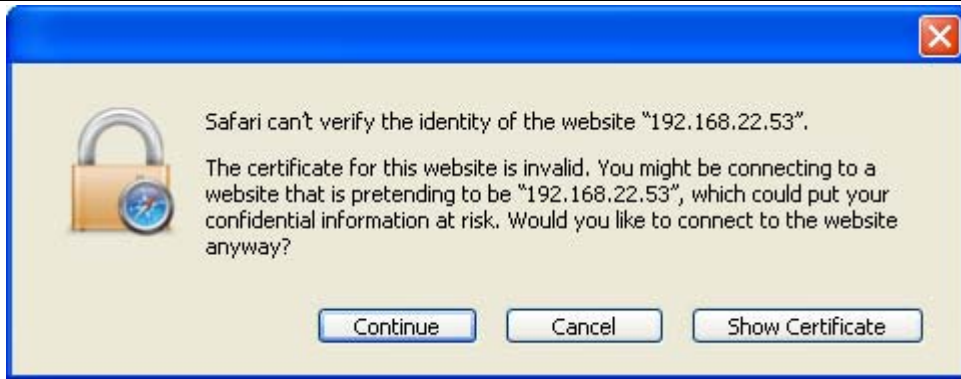 Safari can't verify the identity of the website “192.168.22.53”.
The certificate for this website is invalid. You might be connecting to a
website that is pretending to be “192.168.22.53”, which could put your
confidential information at risk. Would you like to connect to the website
anyway?
Continue Cancel Show Certificate